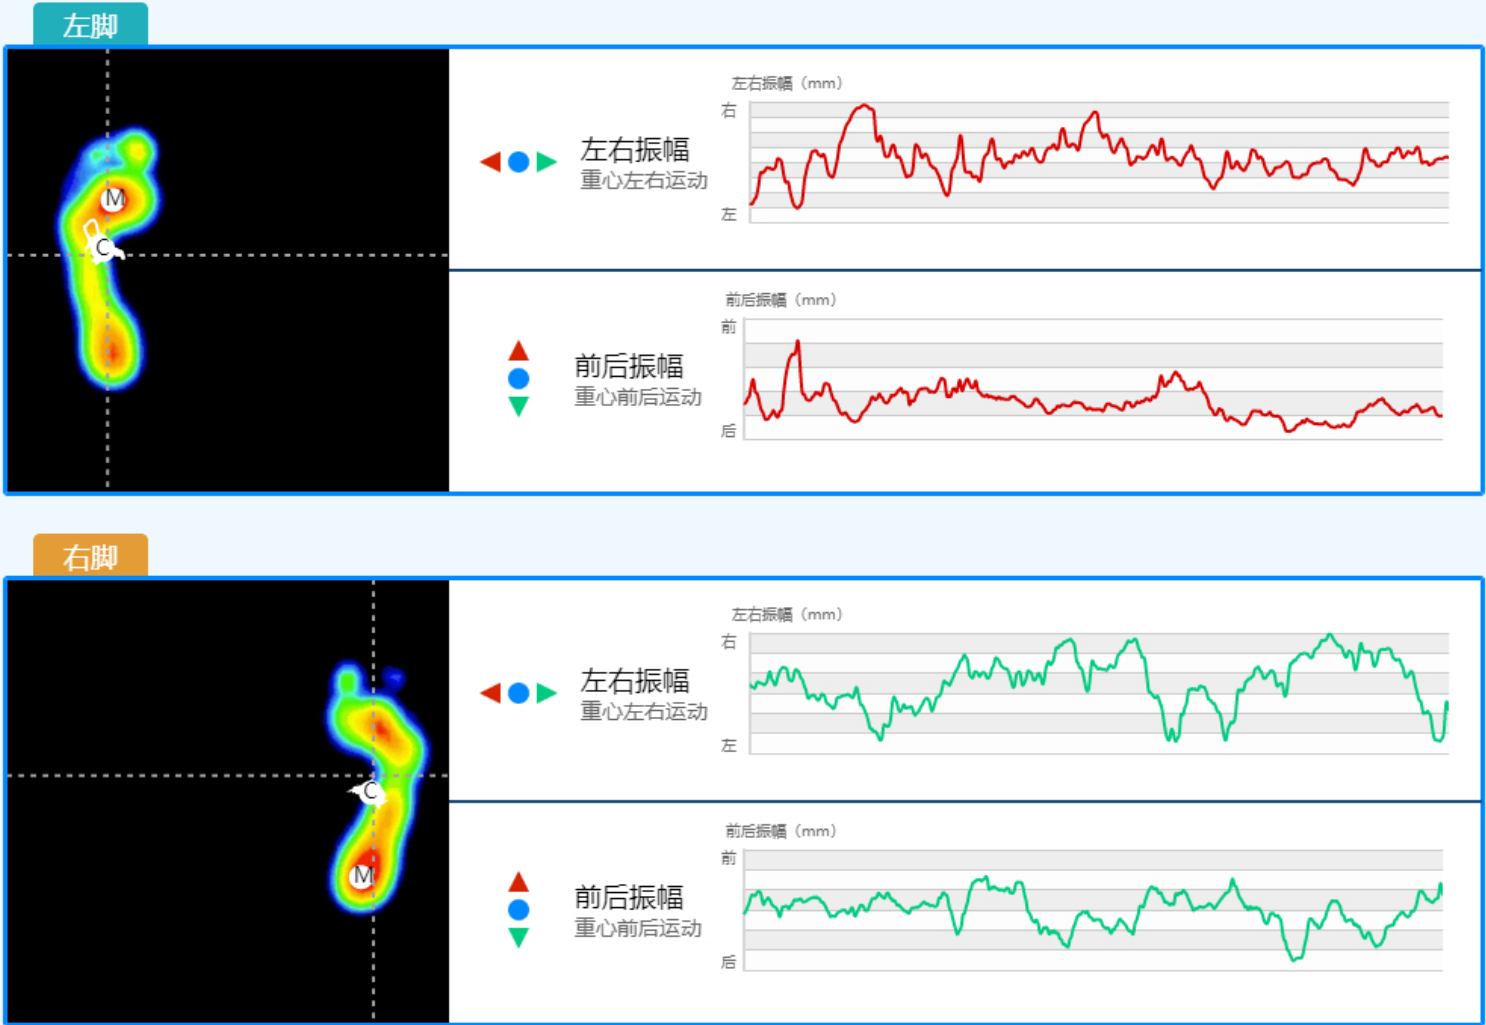 左脚
左右振幅（mm）
右
左右振幅
重心左右运动
M
左
C
前后振幅（mm）
前
前后振幅
重心前后运动
后
右脚
左右振幅（mm）
右
左右振幅
重心左右运动
左
C
前后振幅（mm）
前
M
前后振幅
重心前后运动
后